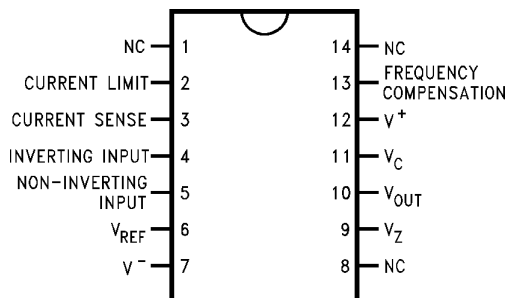 NC 1 14 NC
CURRENT LIMIT 2 13 FREQUENCY COMPENSATION
CURRENT SENSE 3 12 V+
INVERTING INPUT 4 11 VC
NON-INVERTING INPUT 5 10 VOUT
VREF 6 9 VZ
V- 7 8 NC